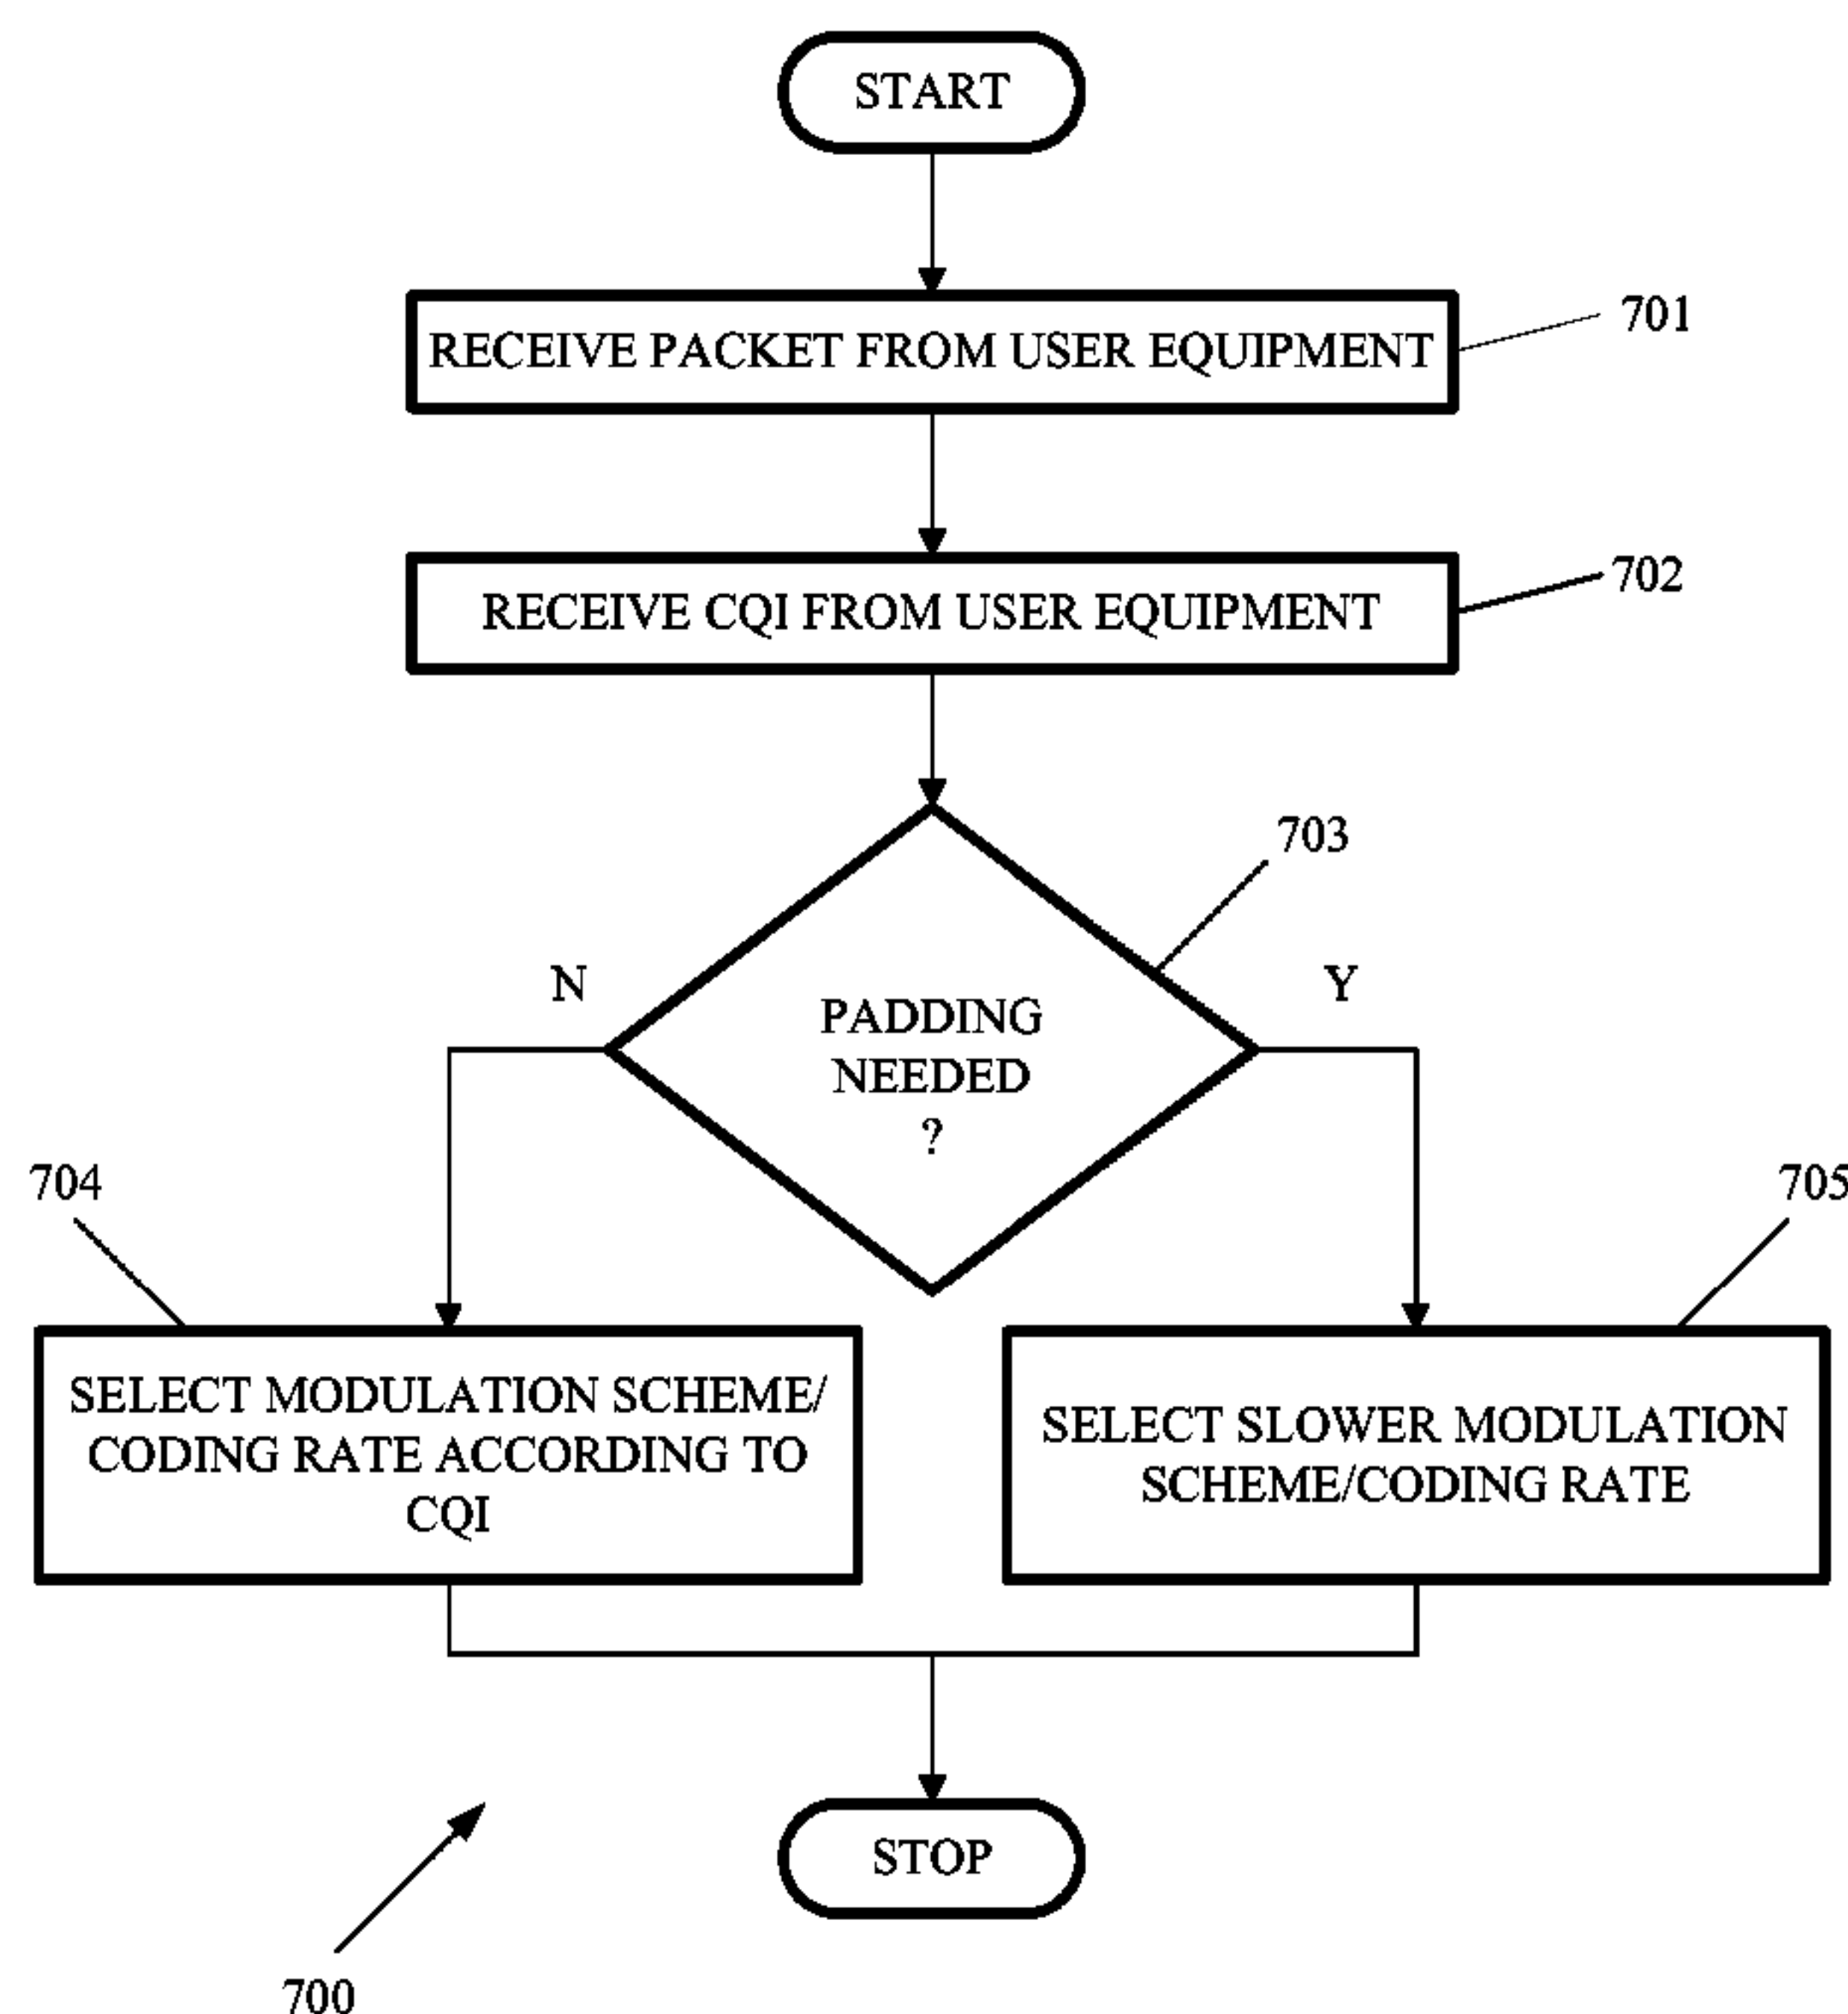 START
RECEIVE PACKET FROM USER EQUIPMENT
701
RECEIVE CQI FROM USER EQUIPMENT
702
703
N
Y
PADDING
NEEDED
?
704
705
SELECT MODULATION SCHEME/
CODING RATE ACCORDING TO
CQI
SELECT SLOWER MODULATION
SCHEME/CODING RATE
STOP
700